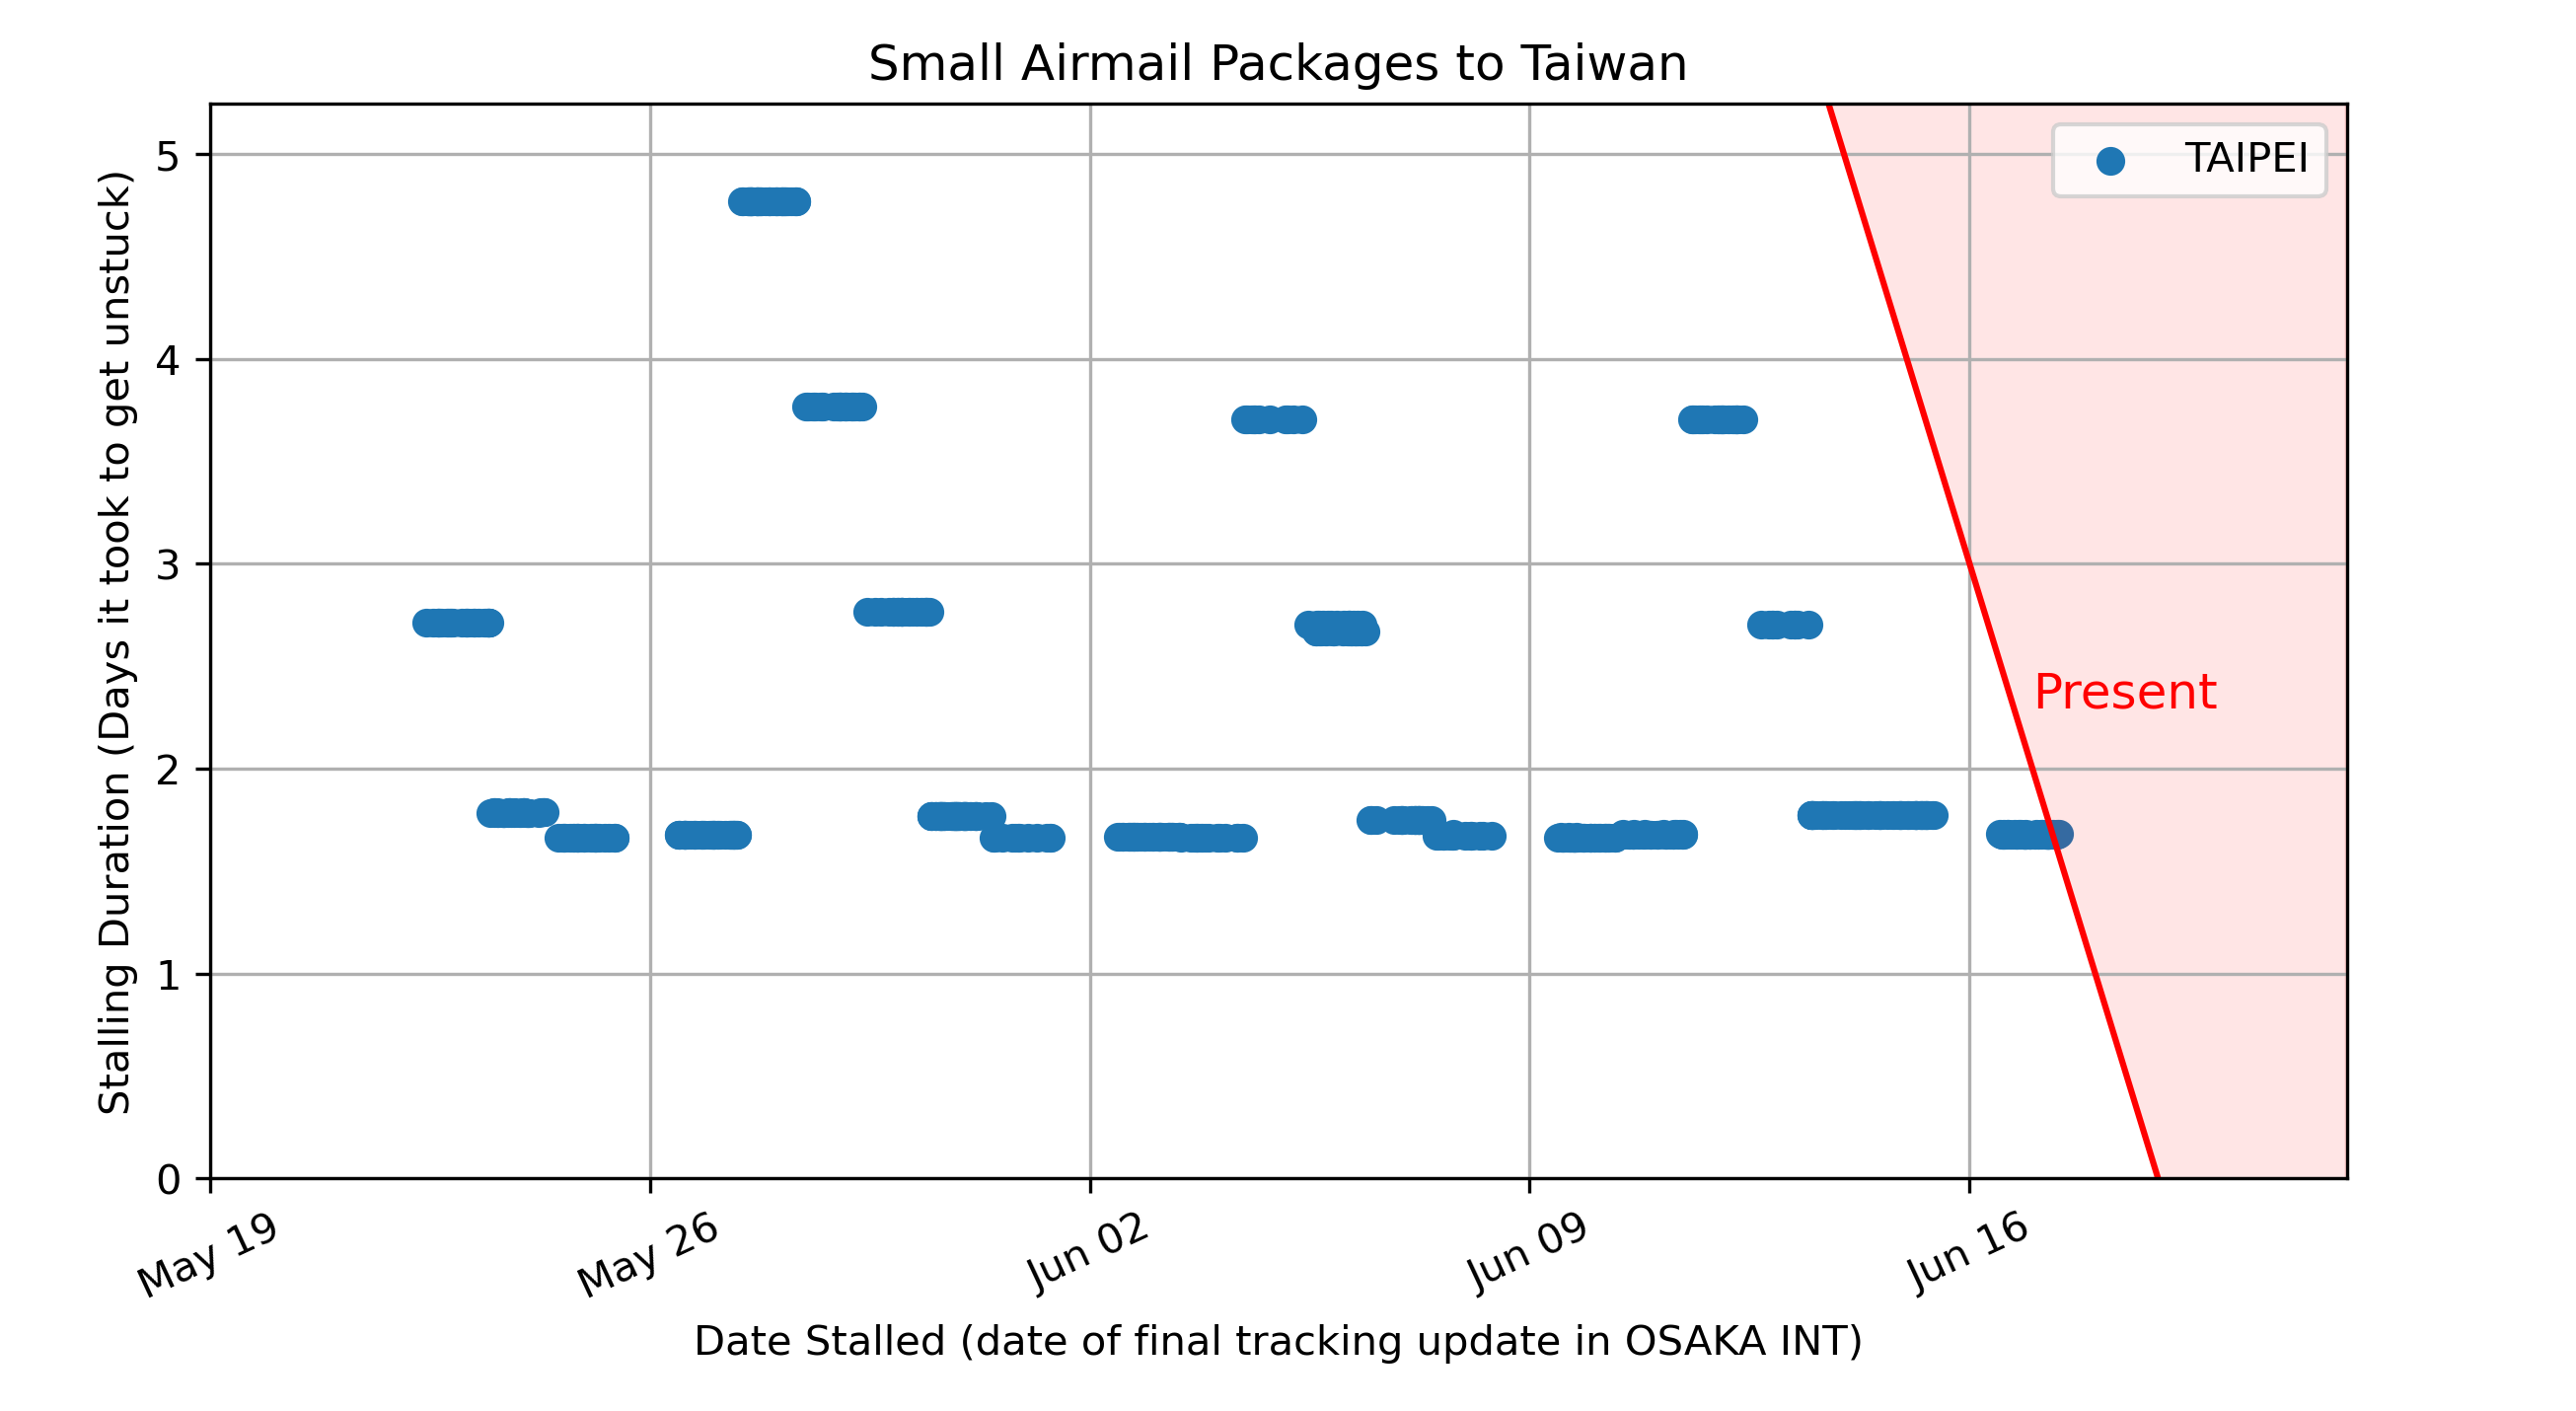 Small Airmail Packages to Taiwan
TAIPEI
Stalling Duration (Days it took to get unstuck)
5
4
3
2
1
0
Present
May 19
May 26
Jun 02
Jun 09
Jun 16
Date Stalled (date of final tracking update in OSAKA INT)